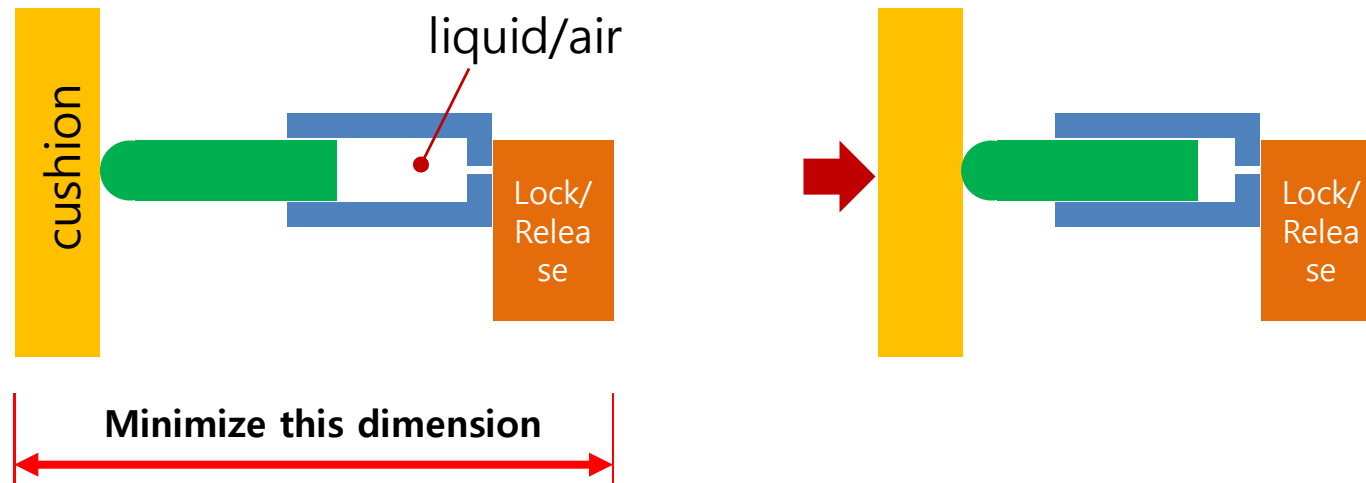 liquid/air
cushion
Lock/
Relea
se
Lock/
Relea
se
Minimize this dimension